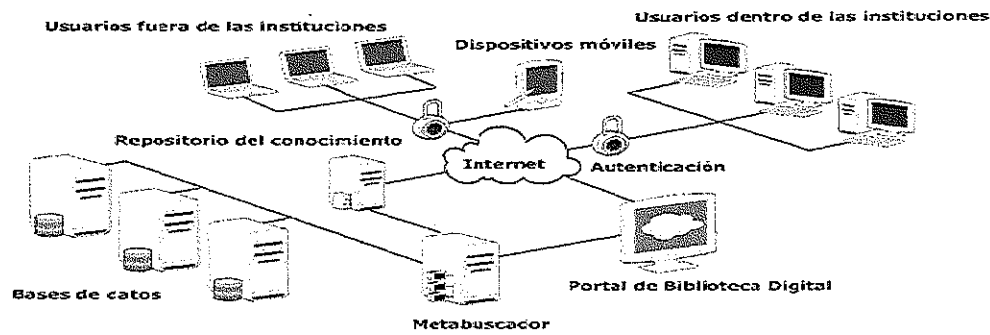 Usuarios fuera de las instituciones
Usuarios dentro de las instituciones
Dispositivos móviles
Repositorio del conocimiento
Internet
Autenticación
Bases de catos
Portal de Biblioteca Digital
Metabuscador